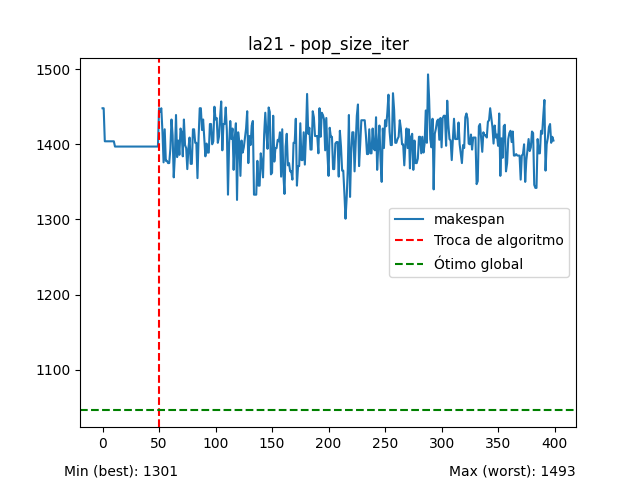 la21 - pop_size_iter
1500
1400
1300
1200
1100
makespan
Troca de algoritmo
Ótimo global
0 50 100 150 200 250 300 350 400
Min (best): 1301 Max (worst): 1493